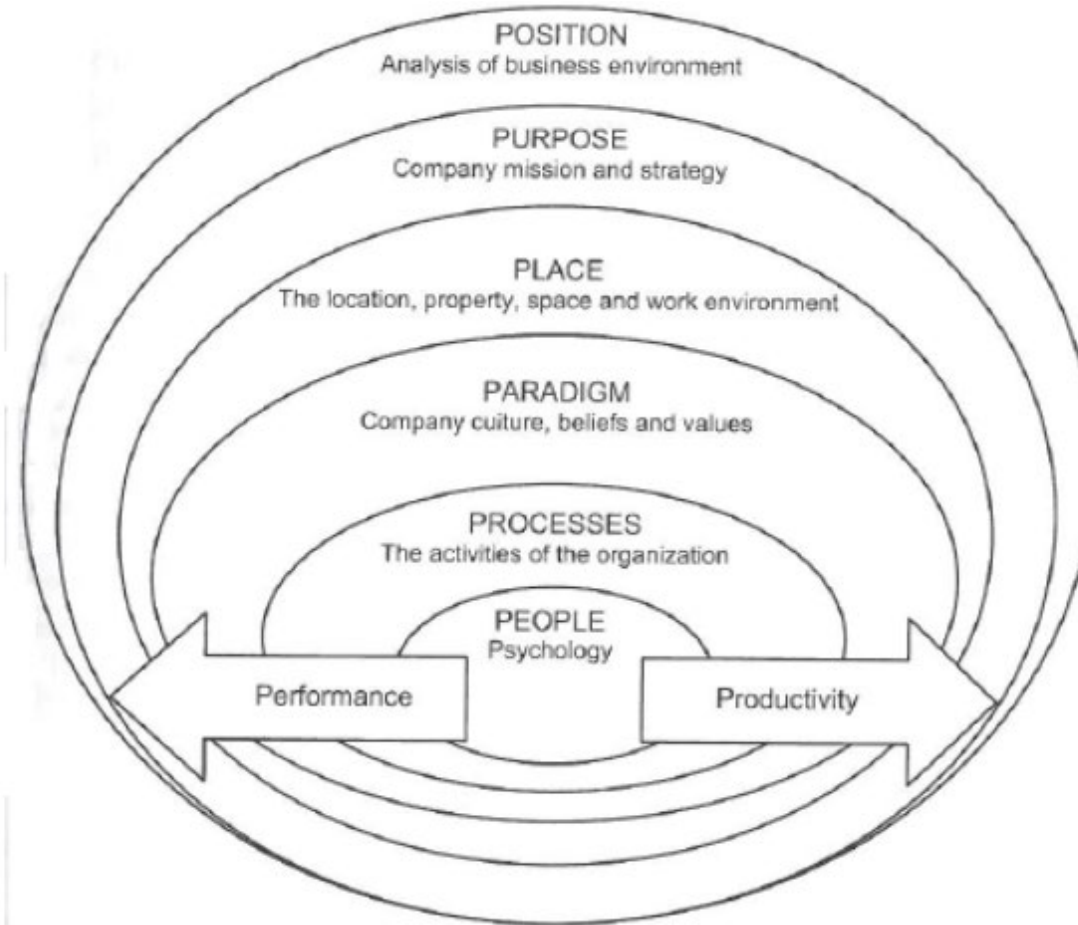 POSITION
Analysis of business environment
PURPOSE
Company mission and strategy
PLACE
The location, property, space and work environment
PARADIGM
Company culture, beliefs and values
PROCESSES
The activities of the organization
PEOPLE
Psychology
Performance
Productivity